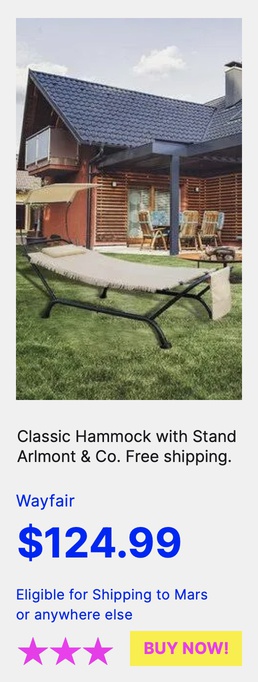 Classic Hammock with Stand
Arlmont & Co. Free shipping.
Wayfair
$124.99
Eligible for Shipping to Mars
or anywhere else
BUY NOW!